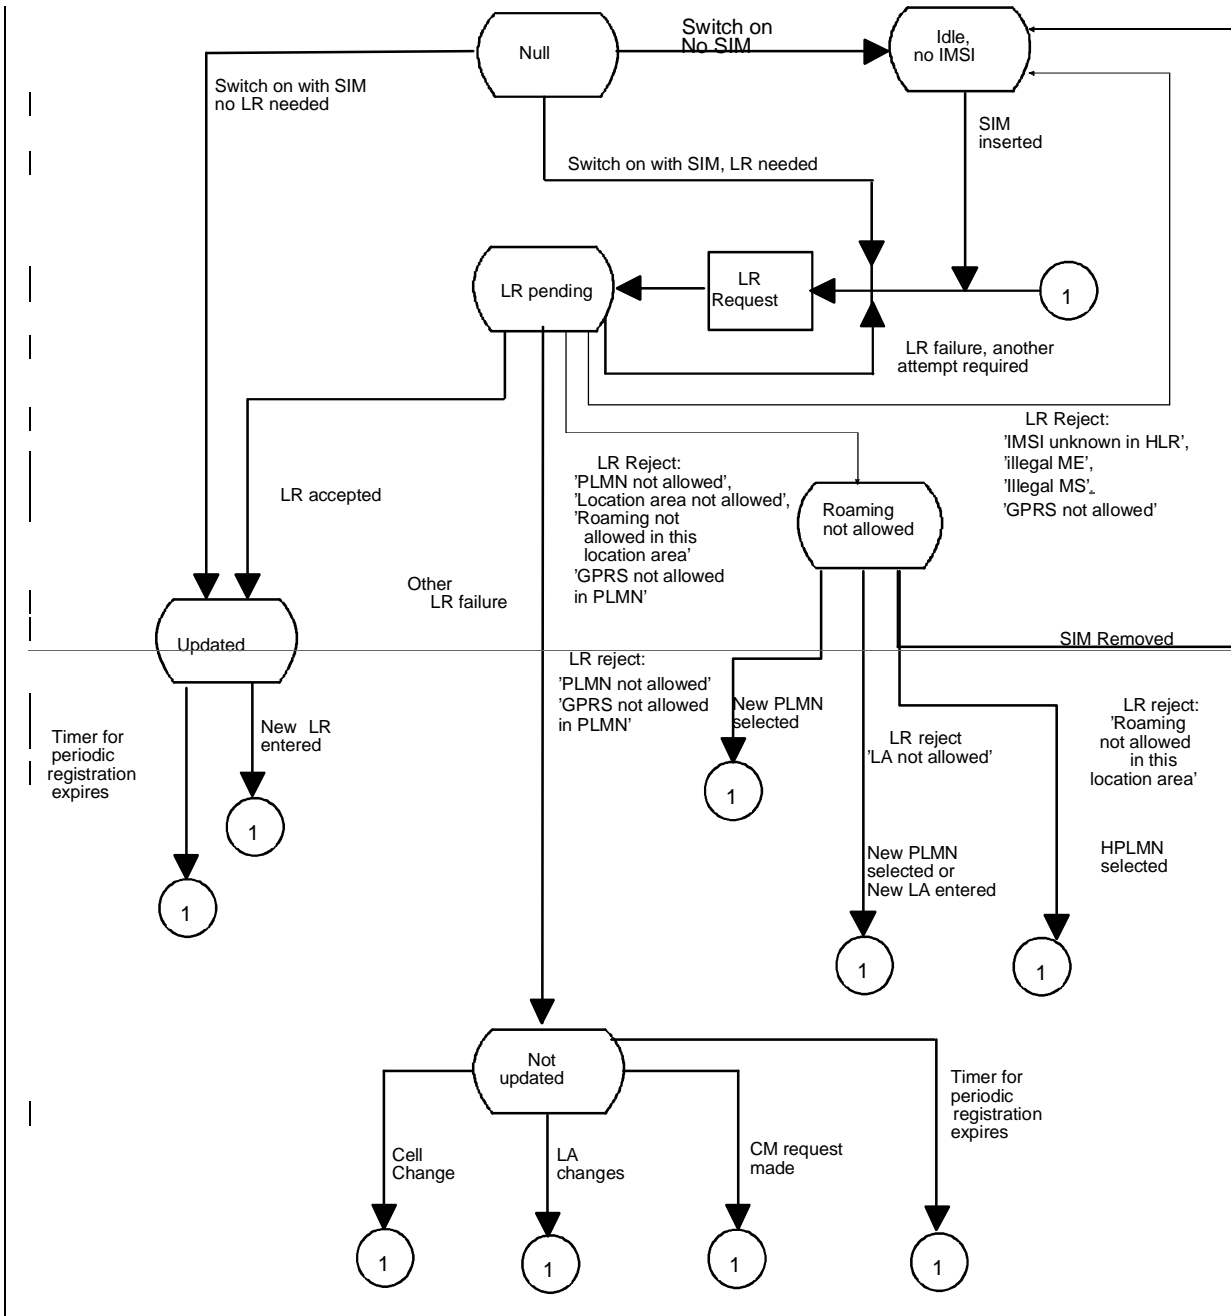 Switch on
No SIM
Null
Idle,
no IMSI
Switch on with SIM
no LR needed
SIM
inserted
Switch on with SIM, LR needed
LR pending
LR
Request
1
LR failure, another
attempt required
LR Reject:
'IMSI unknown in HLR',
'illegal ME',
'Illegal MS',
'GPRS not allowed'
LR Reject:
'PLMN not allowed',
'Location area not allowed',
'Roaming not
allowed in this
location area'
'GPRS not allowed
in PLMN'
LR accepted
Roaming
not allowed
Other
LR failure
Updated
SIM Removed
LR reject:
'PLMN not allowed'
'GPRS not allowed
in PLMN'
New PLMN
selected
LR reject
'LA not allowed'
LR reject:
'Roaming
not allowed
in this
location area'
Timer for
periodic
registration
expires
New LR
entered
1
1
1
New PLMN
selected or
New LA entered
HPLMN
selected
1
1
Not
updated
Timer for
periodic
registration
expires
Cell
Change
LA
changes
CM request
made
1
1
1
1